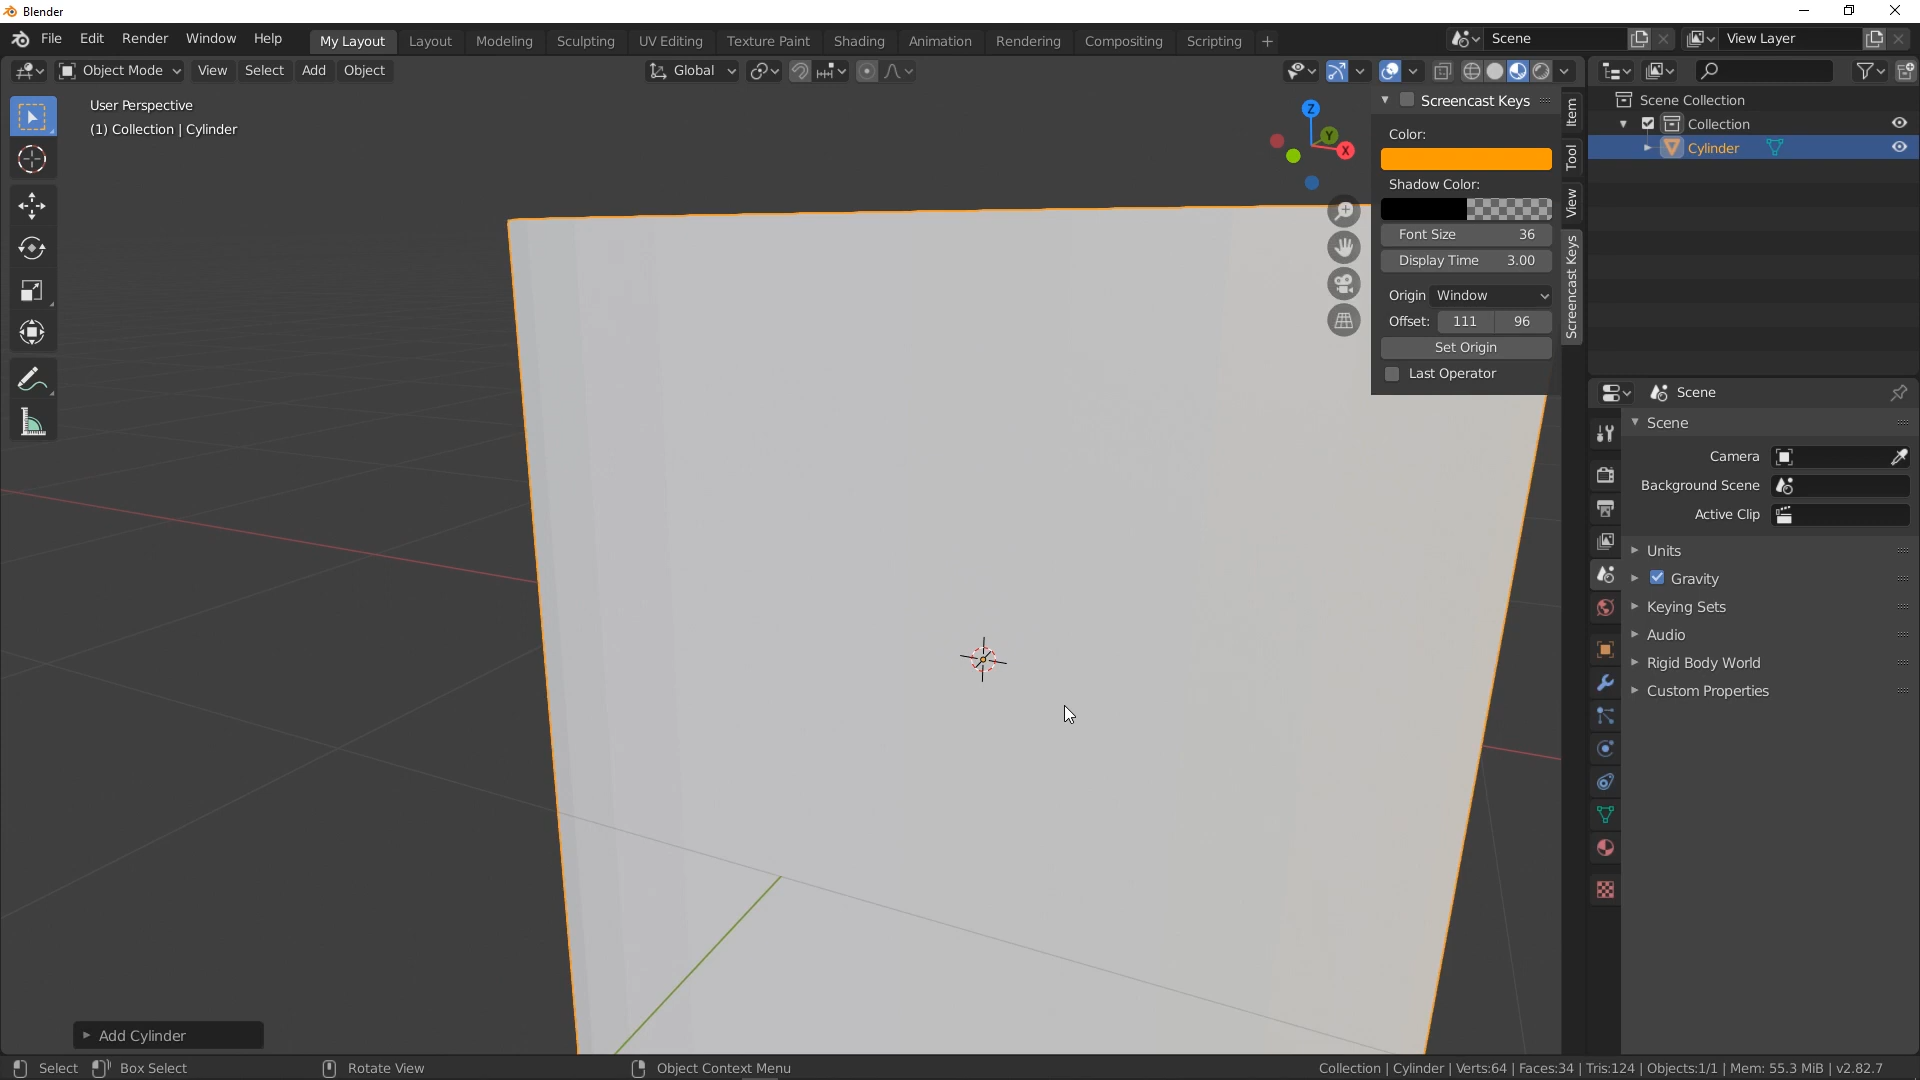 Blender
File Edit Render Window Help My Layout Layout Modeling Sculpting UV Editing Texture Paint Shading Animation Rendering Compositing Scripting + Scene View Layer
Object Mode View Select Add Object Global
User Perspective
(1) Collection | Cylinder
Z
Y
X
Screencast Keys
Color:
Shadow Color:
Font Size 36
Display Time 3.00
Origin Window
Offset: 111 96
Set Origin
Last Operator
Item
Tool
View
Screencast Keys
Scene Collection
Collection
Cylinder
Scene
Scene
Camera
Background Scene
Active Clip
Units
Gravity
Keying Sets
Audio
Rigid Body World
Custom Properties
Add Cylinder
Select Box Select Rotate View Object Context Menu Collection | Cylinder | Verts:64 | Faces:34 | Tris:124 | Objects:1/1 | Mem: 55.3 MiB | v2.82.7